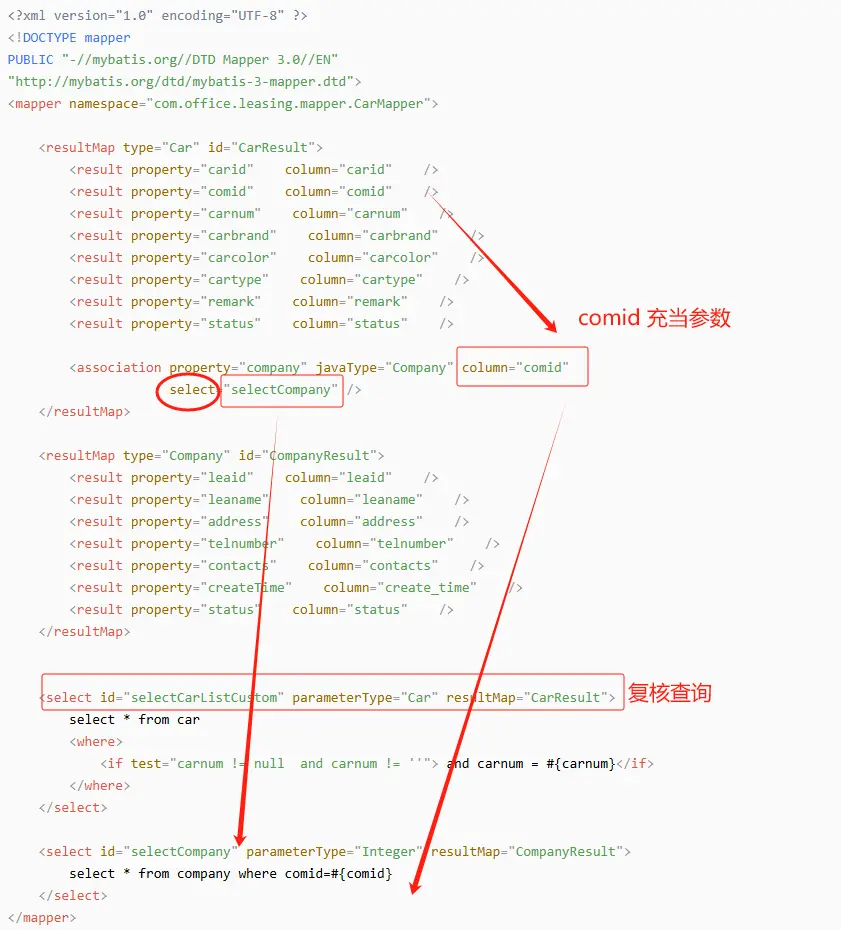 <?xml version="1.0" encoding="UTF-8" ?>
<!DOCTYPE mapper
PUBLIC "-//mybatis.org//DTD Mapper 3.0//EN"
"http://mybatis.org/dtd/mybatis-3-mapper.dtd">
<mapper namespace="com.office.leasing.mapper.CarMapper">
<resultMap type="Car" id="CarResult">
<result property="carid" column="carid" />
<result property="comid" column="comid" />
<result property="carnum" column="carnum" />
<result property="carbrand" column="carbrand" />
<result property="carcolor" column="carcolor" />
<result property="cartype" column="cartype" />
<result property="remark" column="remark" />
<result property="status" column="status" />
comid 充当参数
<association property="company" javaType="Company" column="comid"
select="selectCompany" />
</resultMap>
<resultMap type="Company" id="CompanyResult">
<result property="leaid" column="leaid" />
<result property="leaname" column="leaname" />
<result property="address" column="address" />
<result property="telnumber" column="telnumber" />
<result property="contacts" column="contacts" />
<result property="createTime" column="create_time" />
<result property="status" column="status" />
</resultMap>
<select id="selectCarListCustom" parameterType="Car" resultMap="CarResult"> 复核查询
select * from car
<where>
<if test="carnum != null and carnum != ''"> and carnum = #{carnum}</if>
</where>
</select>
<select id="selectCompany" parameterType="Integer" resultMap="CompanyResult">
select * from company where comid=#{comid}
</select>
</mapper>